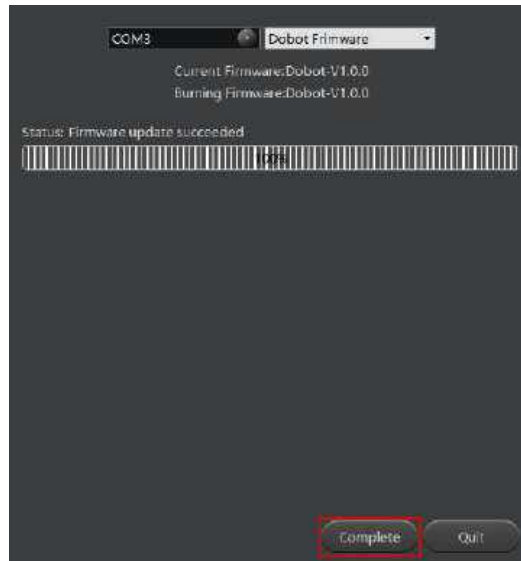 COM3 Dobot Frimware
Current Firmware:Dobot-V1.0.0
Burning Firmware:Dobot-V1.0.0
Status: Firmware update succeeded
100%
Complete Quit